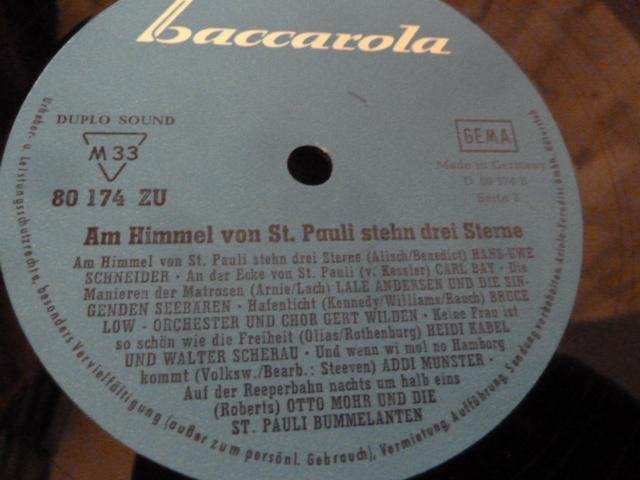 baccarola
DUPLO SOUND
M 33
80 174 ZU
GEMA
Made in Germany
D 80 174 B
Seite 2
Am Himmel von St. Pauli stehn drei Sterne
Am Himmel von St. Pauli stehn drei Sterne (Alisch/Benedict) HANS-UWE
SCHNEIDER · An dar Ecke von St. Pauli (v. Kessler) CARL BAY · Die
Manieren der Matrosen (Arnie/Lach) LALE ANDERSEN UND DIE SIN-
GENDEN SEEBÄREN · Hafenlicht (Kennedy/Williams/Rasch) BRUCE
LOW - ORCHESTER UND CHOR GERT WILDEN · Keine Frau ist
so schön wie die Freiheit (Olias/Rothenburg) HEIDI KABEL
UND WALTER SCHERAU · Und wenn wi mol no Hamborg
kommt (Volksw./Bearb.: Steeven) ADDI MÜNSTER ·
Auf der Reeperbahn nachts um halb eins
(Roberts) OTTO MOHR UND DIE
ST. PAULI BUMMELANTEN
Urheber- u. Leistungsschutzrechte, besonders Vervielfältigung (außer zum persönl. Gebrauch), Vermietung, Aufführung, Sendung vorbehalten.